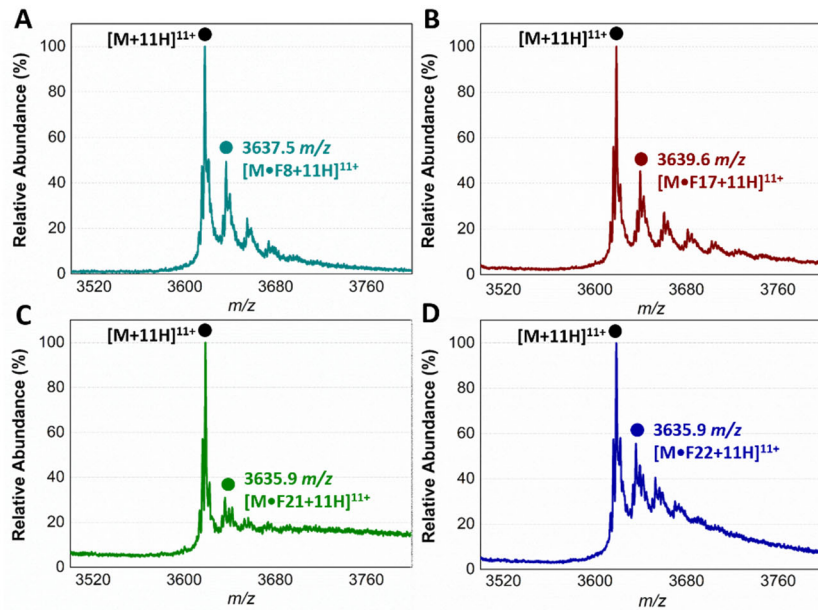 A
[M+11H]¹¹⁺
100
80
60
40
20
0
Relative Abundance (%)
3637.5 m/z
[M•F8+11H]¹¹⁺
3520
3600
3680
3760
m/z
B
[M+11H]¹¹⁺
100
80
60
40
20
0
Relative Abundance (%)
3639.6 m/z
[M•F17+11H]¹¹⁺
3520
3600
3680
3760
m/z
C
[M+11H]¹¹⁺
100
80
60
40
20
0
Relative Abundance (%)
3635.9 m/z
[M•F21+11H]¹¹⁺
3520
3600
3680
3760
m/z
D
[M+11H]¹¹⁺
100
80
60
40
20
0
Relative Abundance (%)
3635.9 m/z
[M•F22+11H]¹¹⁺
3520
3600
3680
3760
m/z